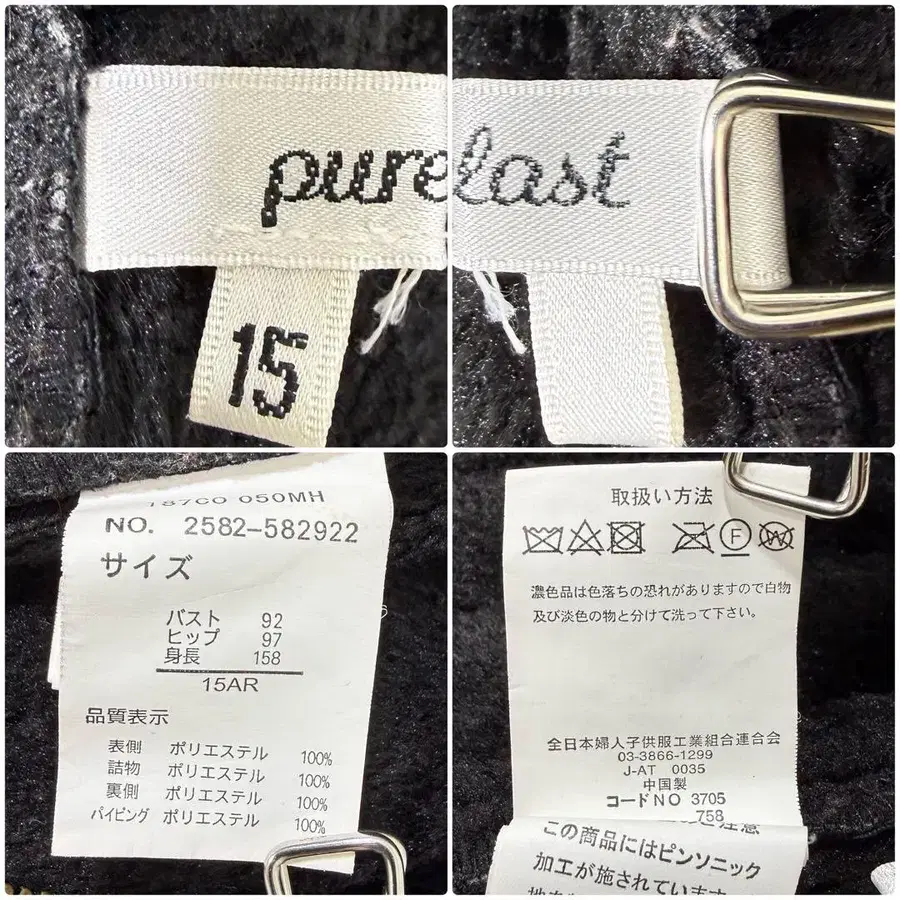 pure
last
15
187CO 050MH
NO. 2582-582922
サイズ
バスト 92
ヒップ 97
身長 158
15AR
品質表示
表側 ポリエステル 100%
詰物 ポリエステル 100%
裏側 ポリエステル 100%
パイピング ポリエステル 100%
取扱い方法
F
W
濃色品は色落ちの恐れがありますので白物
及び淡色の物と分けて洗って下さい。
全日本婦人子供服工業組合連合会
03-3866-1299
J-AT 0035
中国製
コードNO 3705
758
この商品にはピンソニック
加工が施されています